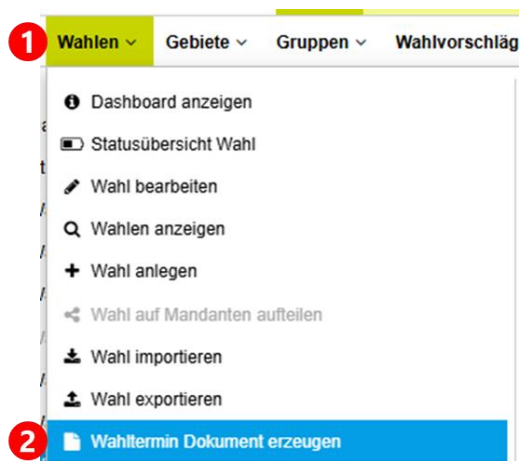 1 Wahlen Gebiete Gruppen Wahlvorschläg
Dashboard anzeigen
Statusübersicht Wahl
Wahl bearbeiten
Wahlen anzeigen
Wahl anlegen
Wahl auf Mandanten aufteilen
Wahl importieren
Wahl exportieren
2 Wahltermin Dokument erzeugen